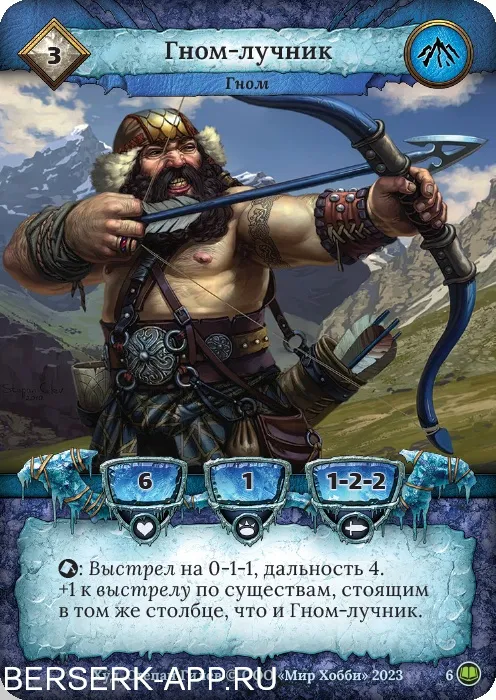 3
Гном-лучник
Гном
6
1
1-2-2
: Выстрел на 0-1-1, дальность 4.
+1 к выстрелу по существам, стоящим
в том же столбце, что и Гном-лучник.
© ООО «Мир Хобби» 2023
6
BERSERK-APP.RU